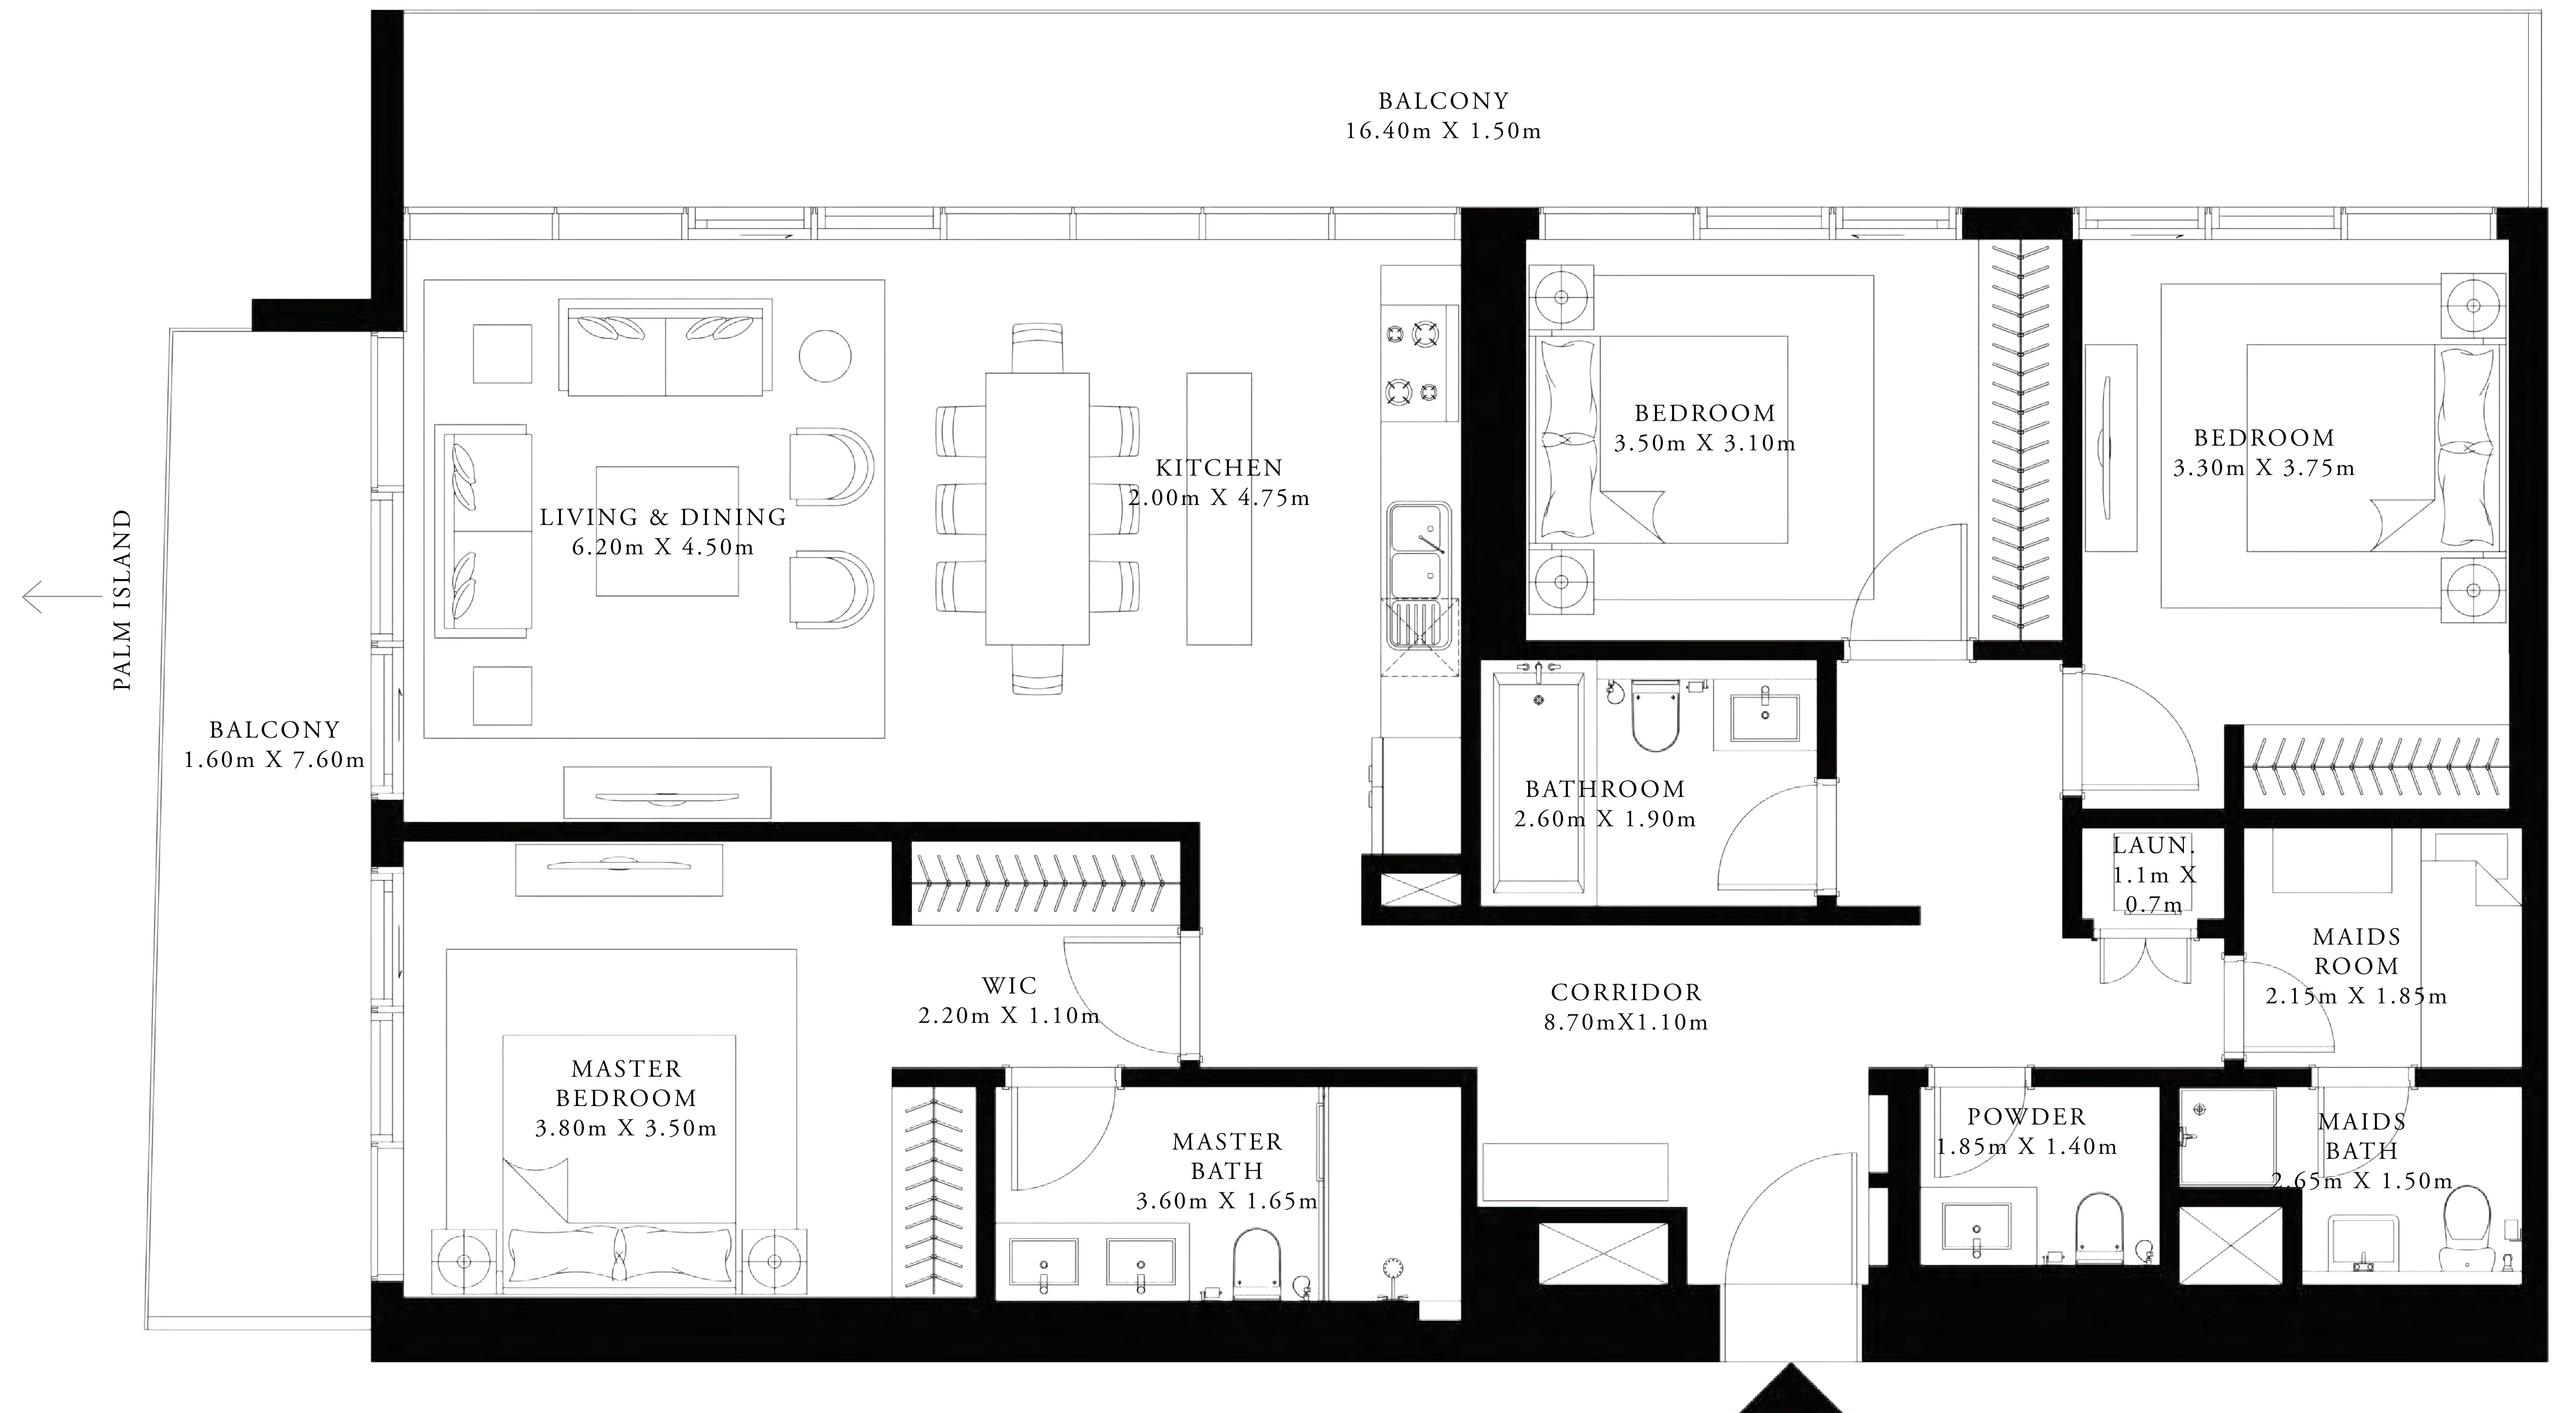 BALCONY
16.40m X 1.50m
BEDROOM
3.50m X 3.10m
BEDROOM
3.30m X 3.75m
KITCHEN
2.00m X 4.75m
LIVING & DINING
6.20m X 4.50m
PALM ISLAND
BALCONY
1.60m X 7.60m
BATHROOM
2.60m X 1.90m
LAUN.
1.1m X
0.7m
MAIDS
ROOM
2.15m X 1.85m
WIC
2.20m X 1.10m
CORRIDOR
8.70mX1.10m
MASTER
BEDROOM
3.80m X 3.50m
MASTER
BATH
3.60m X 1.65m
POWDER
1.85m X 1.40m
MAIDS
BATH
2.65m X 1.50m